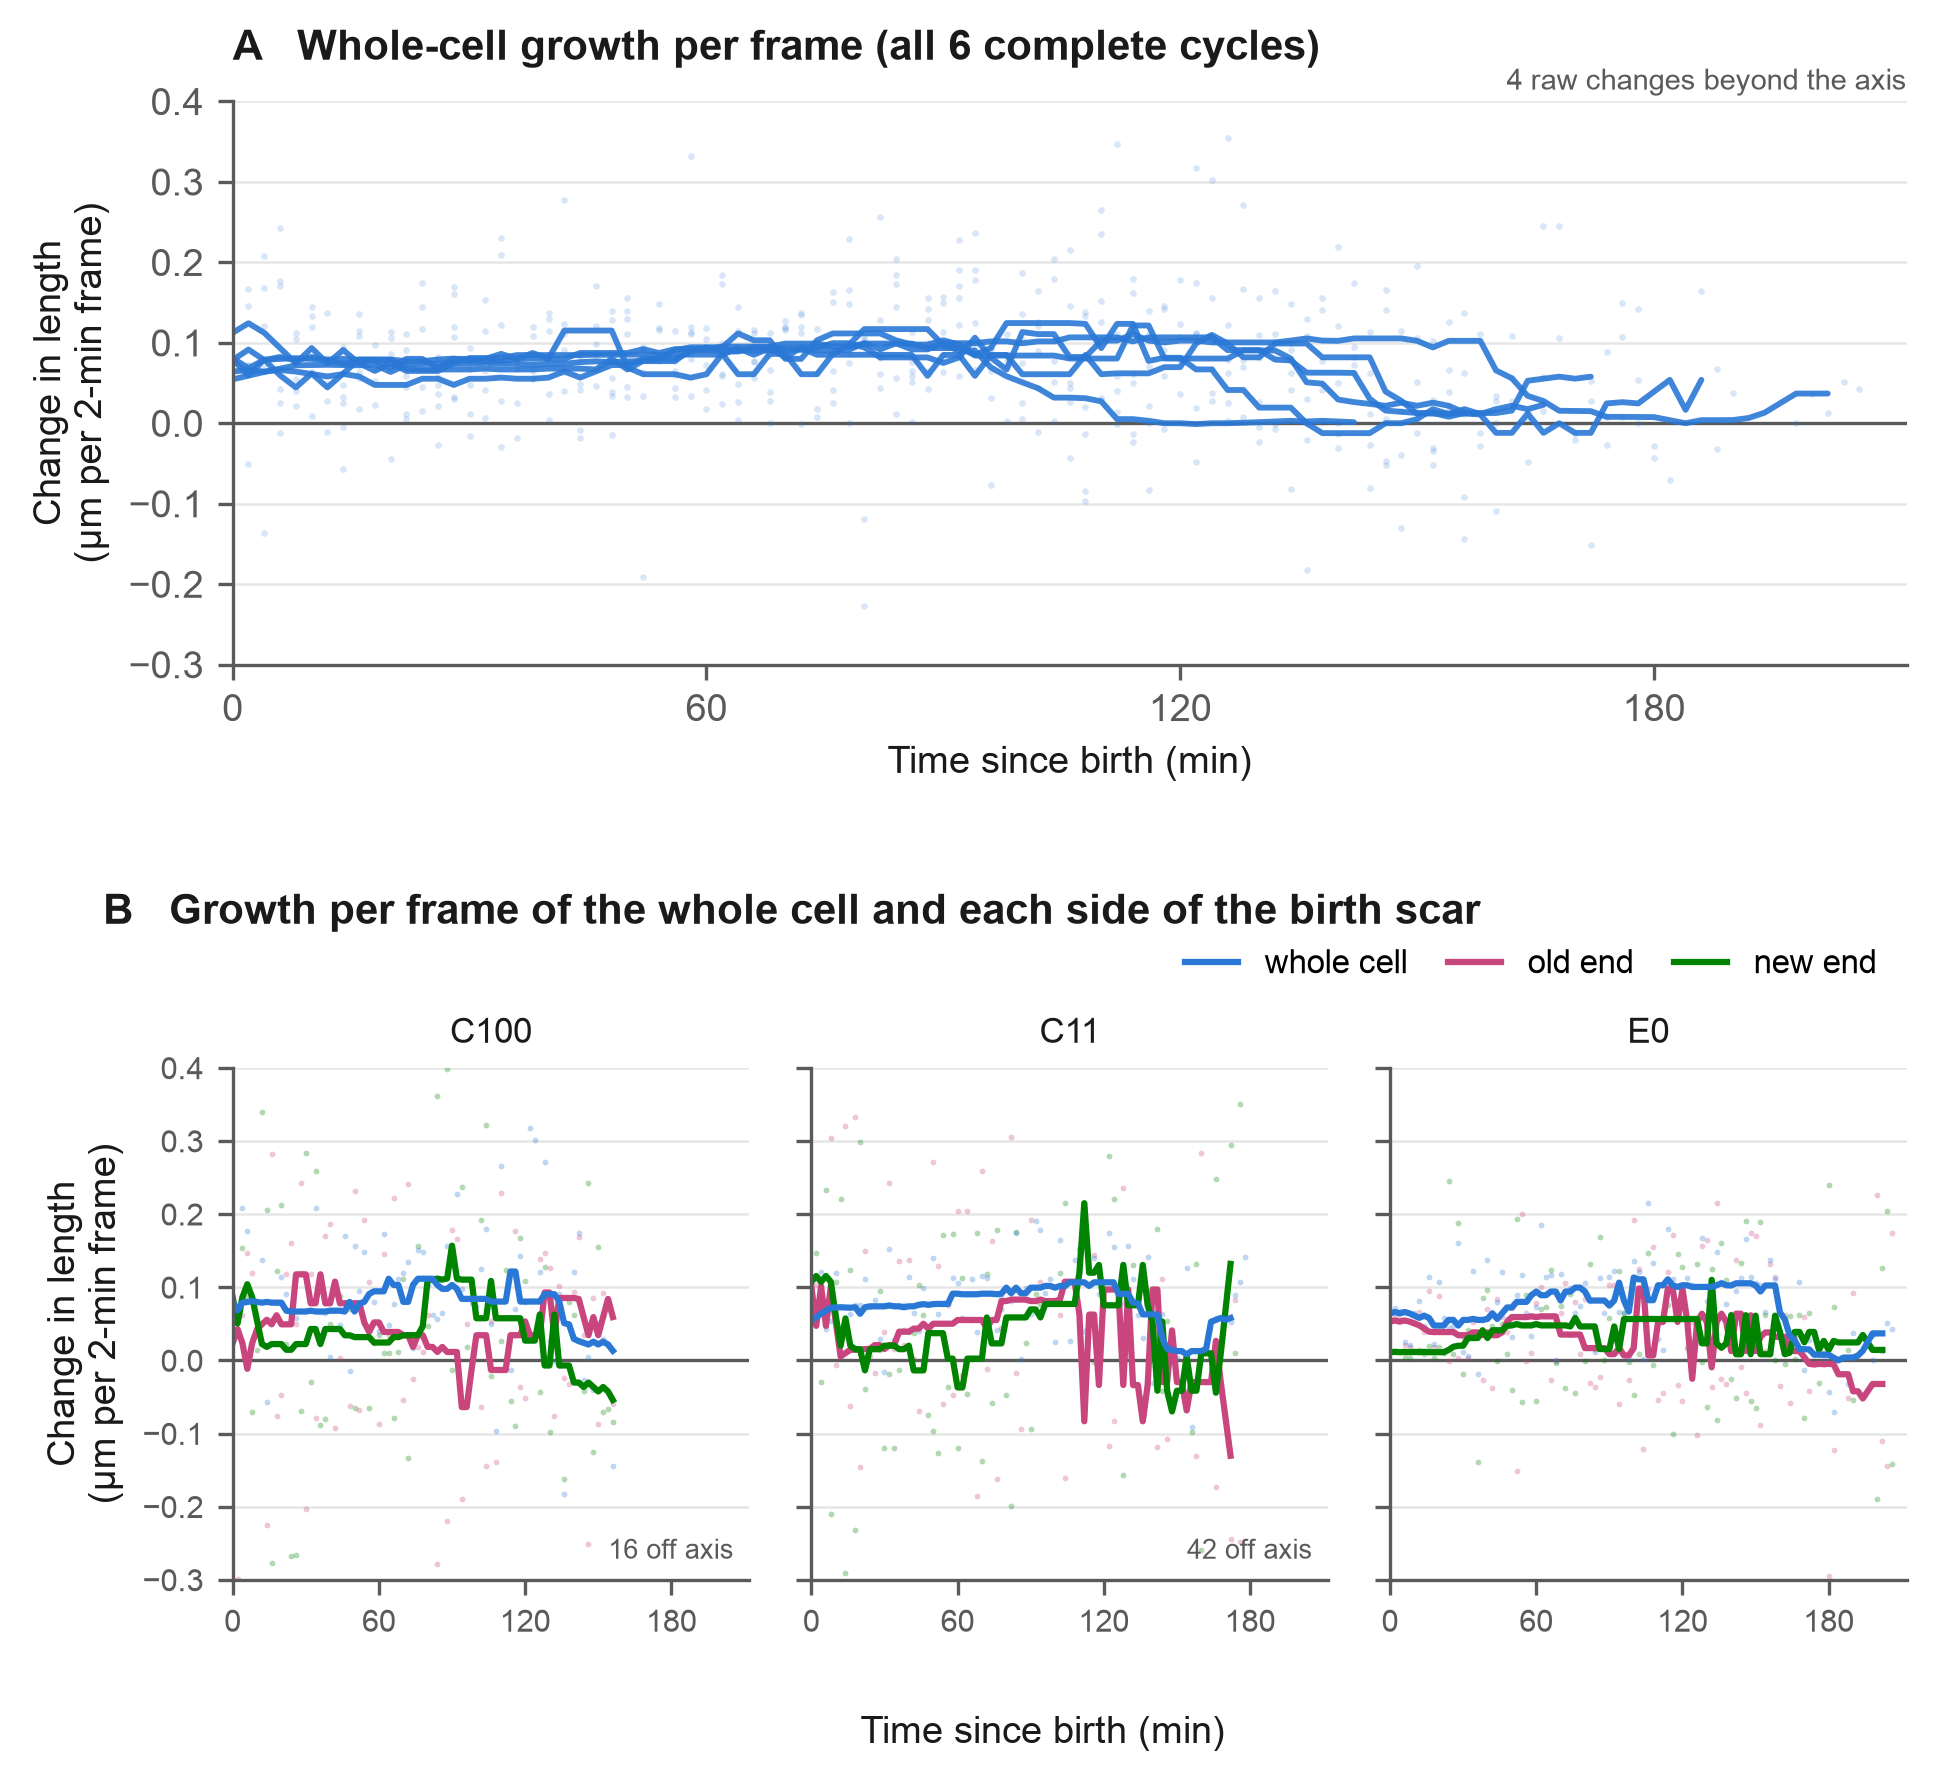 A Whole-cell growth per frame (all 6 complete cycles)
4 raw changes beyond the axis
Change in length
(µm per 2-min frame)
0.4
0.3
0.2
0.1
0.0
−0.1
−0.2
−0.3
0 60 120 180
Time since birth (min)
B Growth per frame of the whole cell and each side of the birth scar
whole cell old end new end
C100 C11 E0
Change in length
(µm per 2-min frame)
0.4
0.3
0.2
0.1
0.0
−0.1
−0.2
−0.3
16 off axis 42 off axis
0 60 120 180 0 60 120 180 0 60 120 180
Time since birth (min)